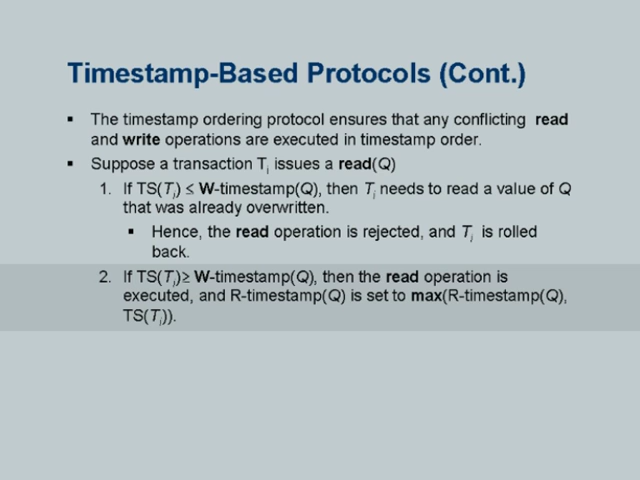 Timestamp-Based Protocols (Cont.)
▪ The timestamp ordering protocol ensures that any conflicting read
and write operations are executed in timestamp order.
▪ Suppose a transaction Ti issues a read(Q)
1. If TS(Ti) ≤ W-timestamp(Q), then Ti needs to read a value of Q
that was already overwritten.
▪ Hence, the read operation is rejected, and Ti is rolled
back.
2. If TS(Ti)≥ W-timestamp(Q), then the read operation is
executed, and R-timestamp(Q) is set to max(R-timestamp(Q),
TS(Ti)).